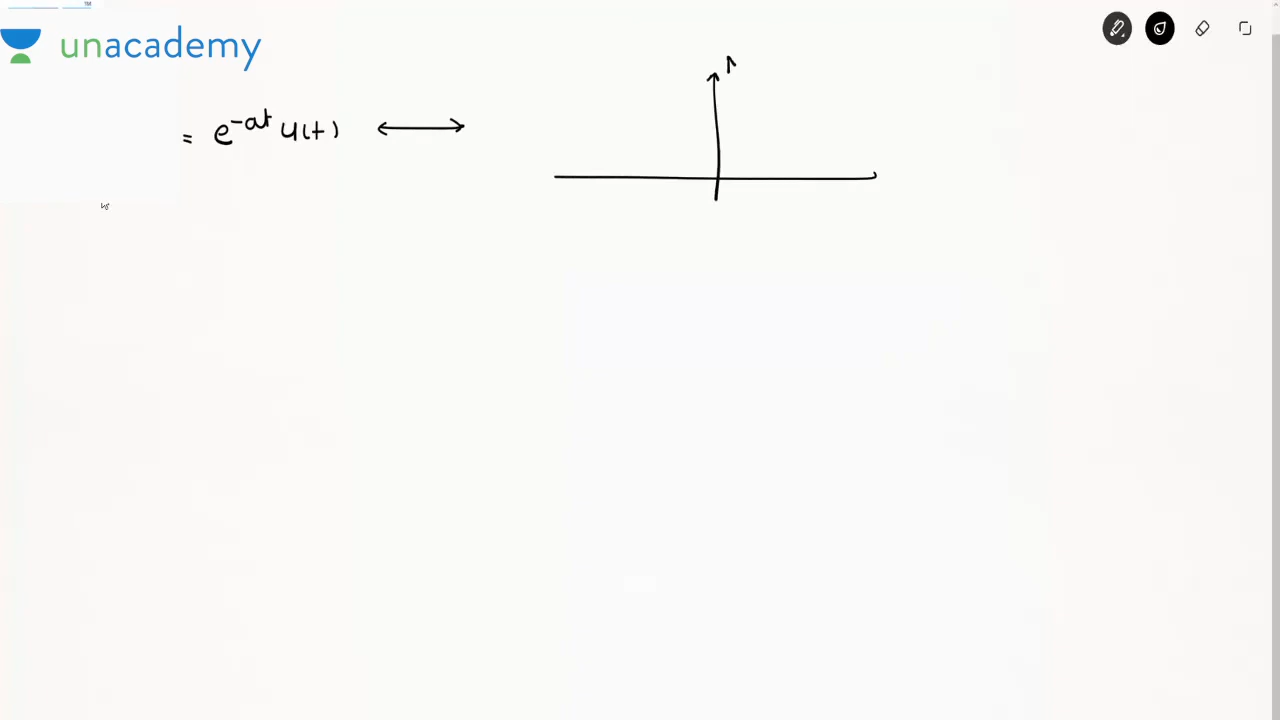 unacademy
= e^{-at} u(t) ⟷